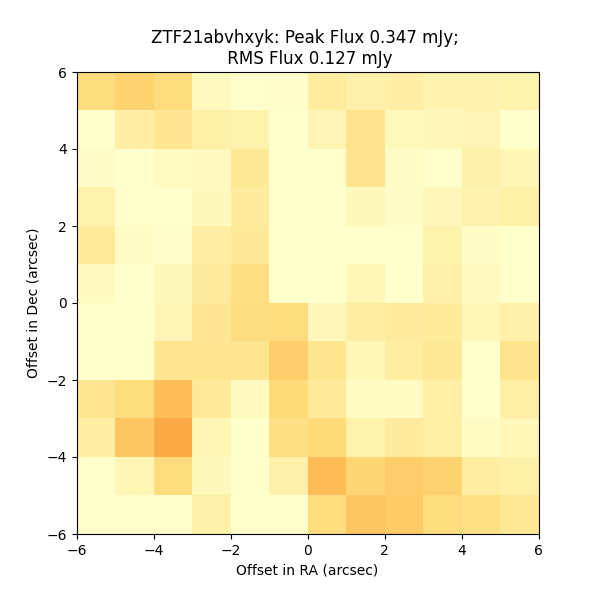 ZTF21abvhxyk: Peak Flux 0.347 mJy;
RMS Flux 0.127 mJy
6
4
2
0
−2
−4
−6
Offset in Dec (arcsec)
−6 −4 −2 0 2 4 6
Offset in RA (arcsec)